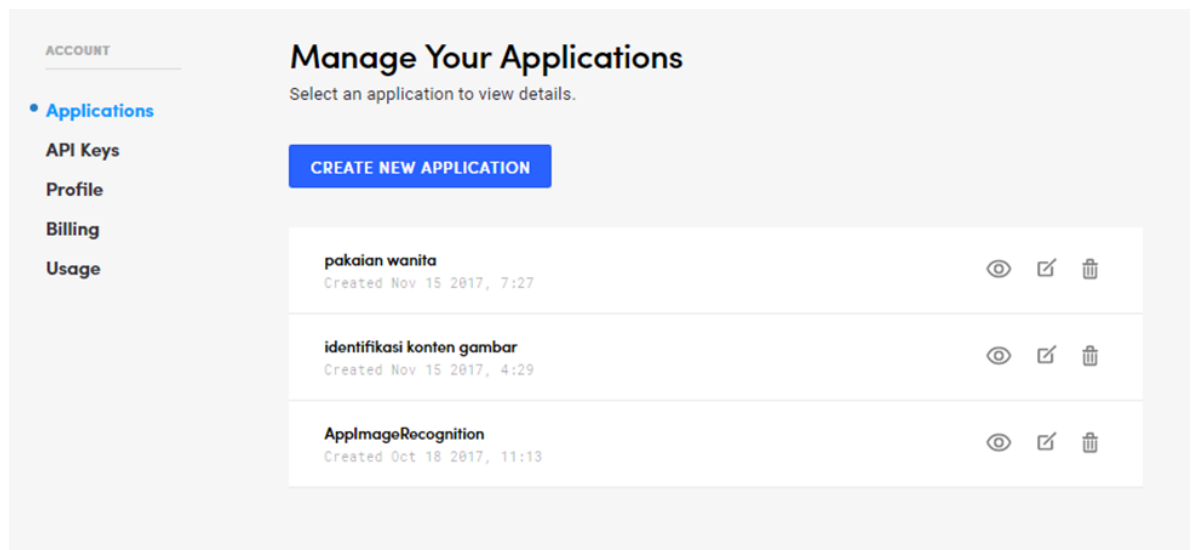 ACCOUNT
Applications
API Keys
Profile
Billing
Usage
Manage Your Applications
Select an application to view details.
CREATE NEW APPLICATION
pakaian wanita
Created Nov 15 2017, 7:27
identifikasi konten gambar
Created Nov 15 2017, 4:29
AppImageRecognition
Created Oct 18 2017, 11:13